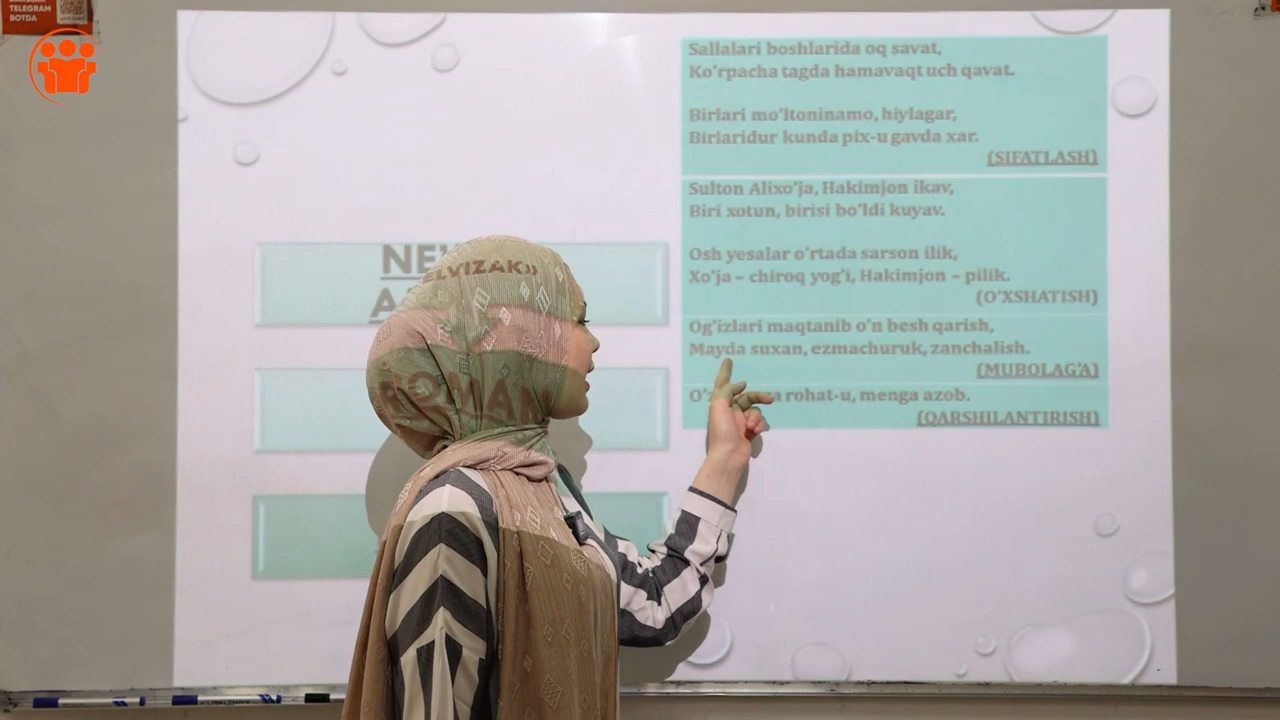 TELEGRAM
BOTDA
NE'
A
ELVIZAK»
ROMAN
Sallalari boshlarida oq savat,
Ko'rpacha tagda hamavaqt uch qavat.
Birlari mo'ltoninamo, hiylagar,
Birlaridur kunda pix-u gavda xar.
(SIFATLASH)
Sulton Alixo'ja, Hakimjon ikav,
Biri xotun, birisi bo'ldi kuyav.
Osh yesalar o'rtada sarson ilik,
Xo'ja – chiroq yog'i, Hakimjon – pilik.
(O'XSHATISH)
Og'izlari maqtanib o'n besh qarish,
Mayda suxan, ezmachuruk, zanchalish.
(MUBOLAG'A)
rohat-u, menga azob.
(QARSHILANTIRISH)